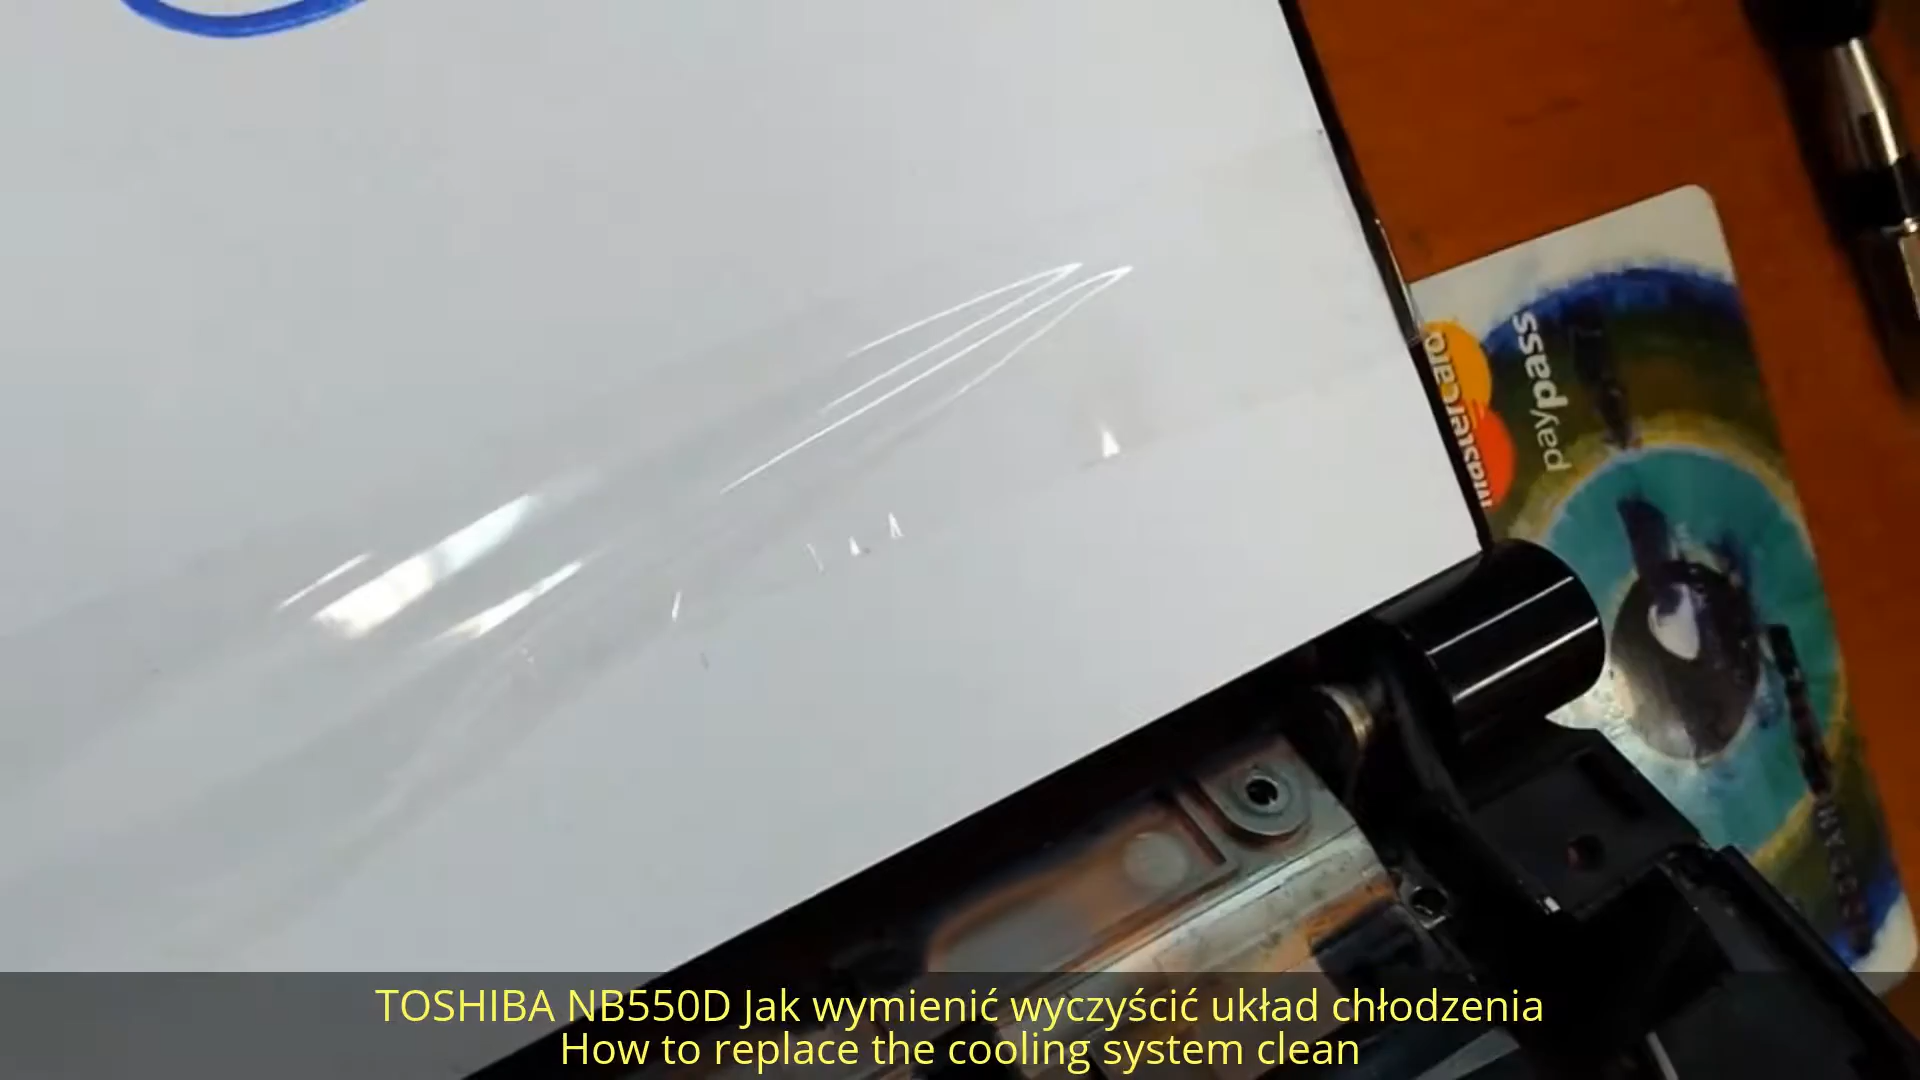 mastercard
paypass
TOSHIBA NB550D Jak wymienić wyczyścić układ chłodzenia
How to replace the cooling system clean